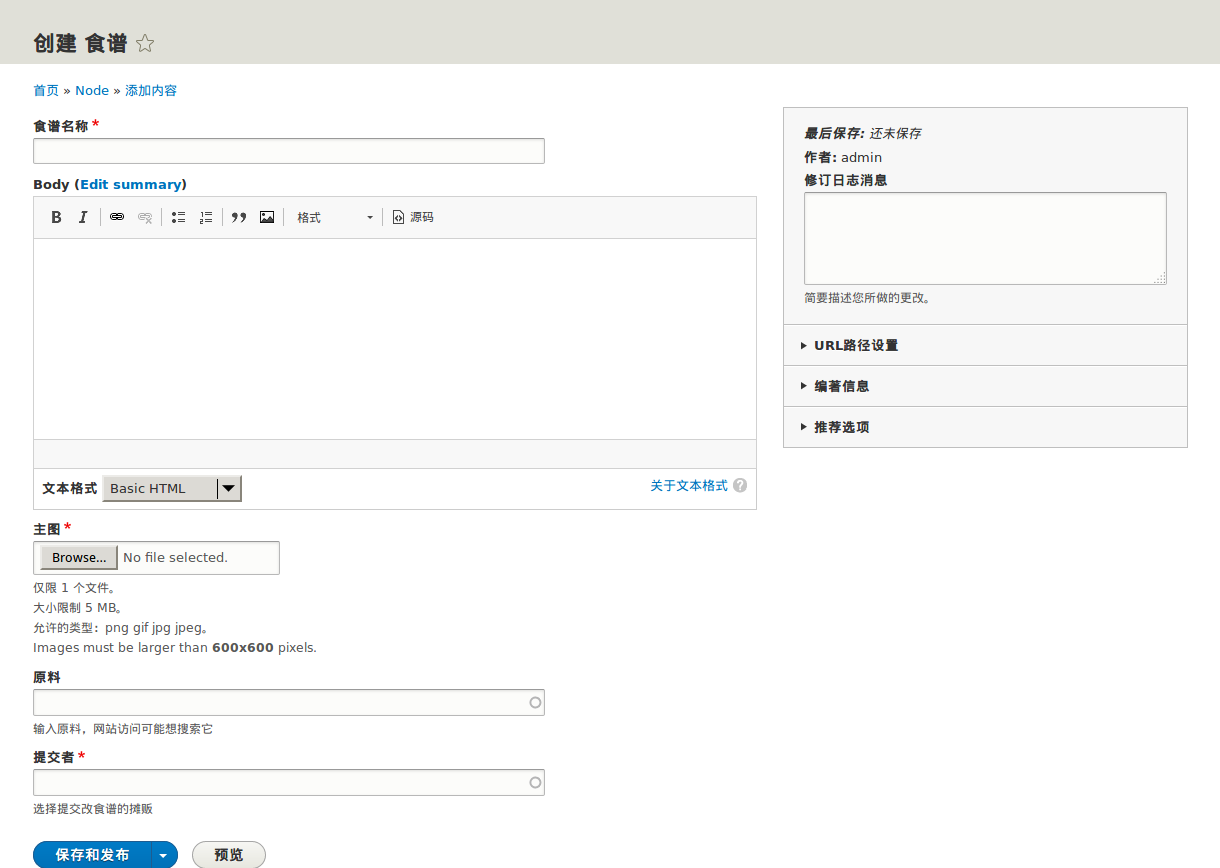 创建 食谱
首页 » Node » 添加内容
食谱名称 *
Body (Edit summary)
B I 格式 源码
文本格式 Basic HTML 关于文本格式 ?
主图 *
Browse... No file selected.
仅限 1 个文件。
大小限制 5 MB。
允许的类型：png gif jpg jpeg。
Images must be larger than 600x600 pixels.
原料
输入原料，网站访问可能想搜索它
提交者 *
选择提交改食谱的摊贩
保存和发布 预览
最后保存: 还未保存
作者: admin
修订日志消息
简要描述您所做的更改。
URL路径设置
编著信息
推荐选项